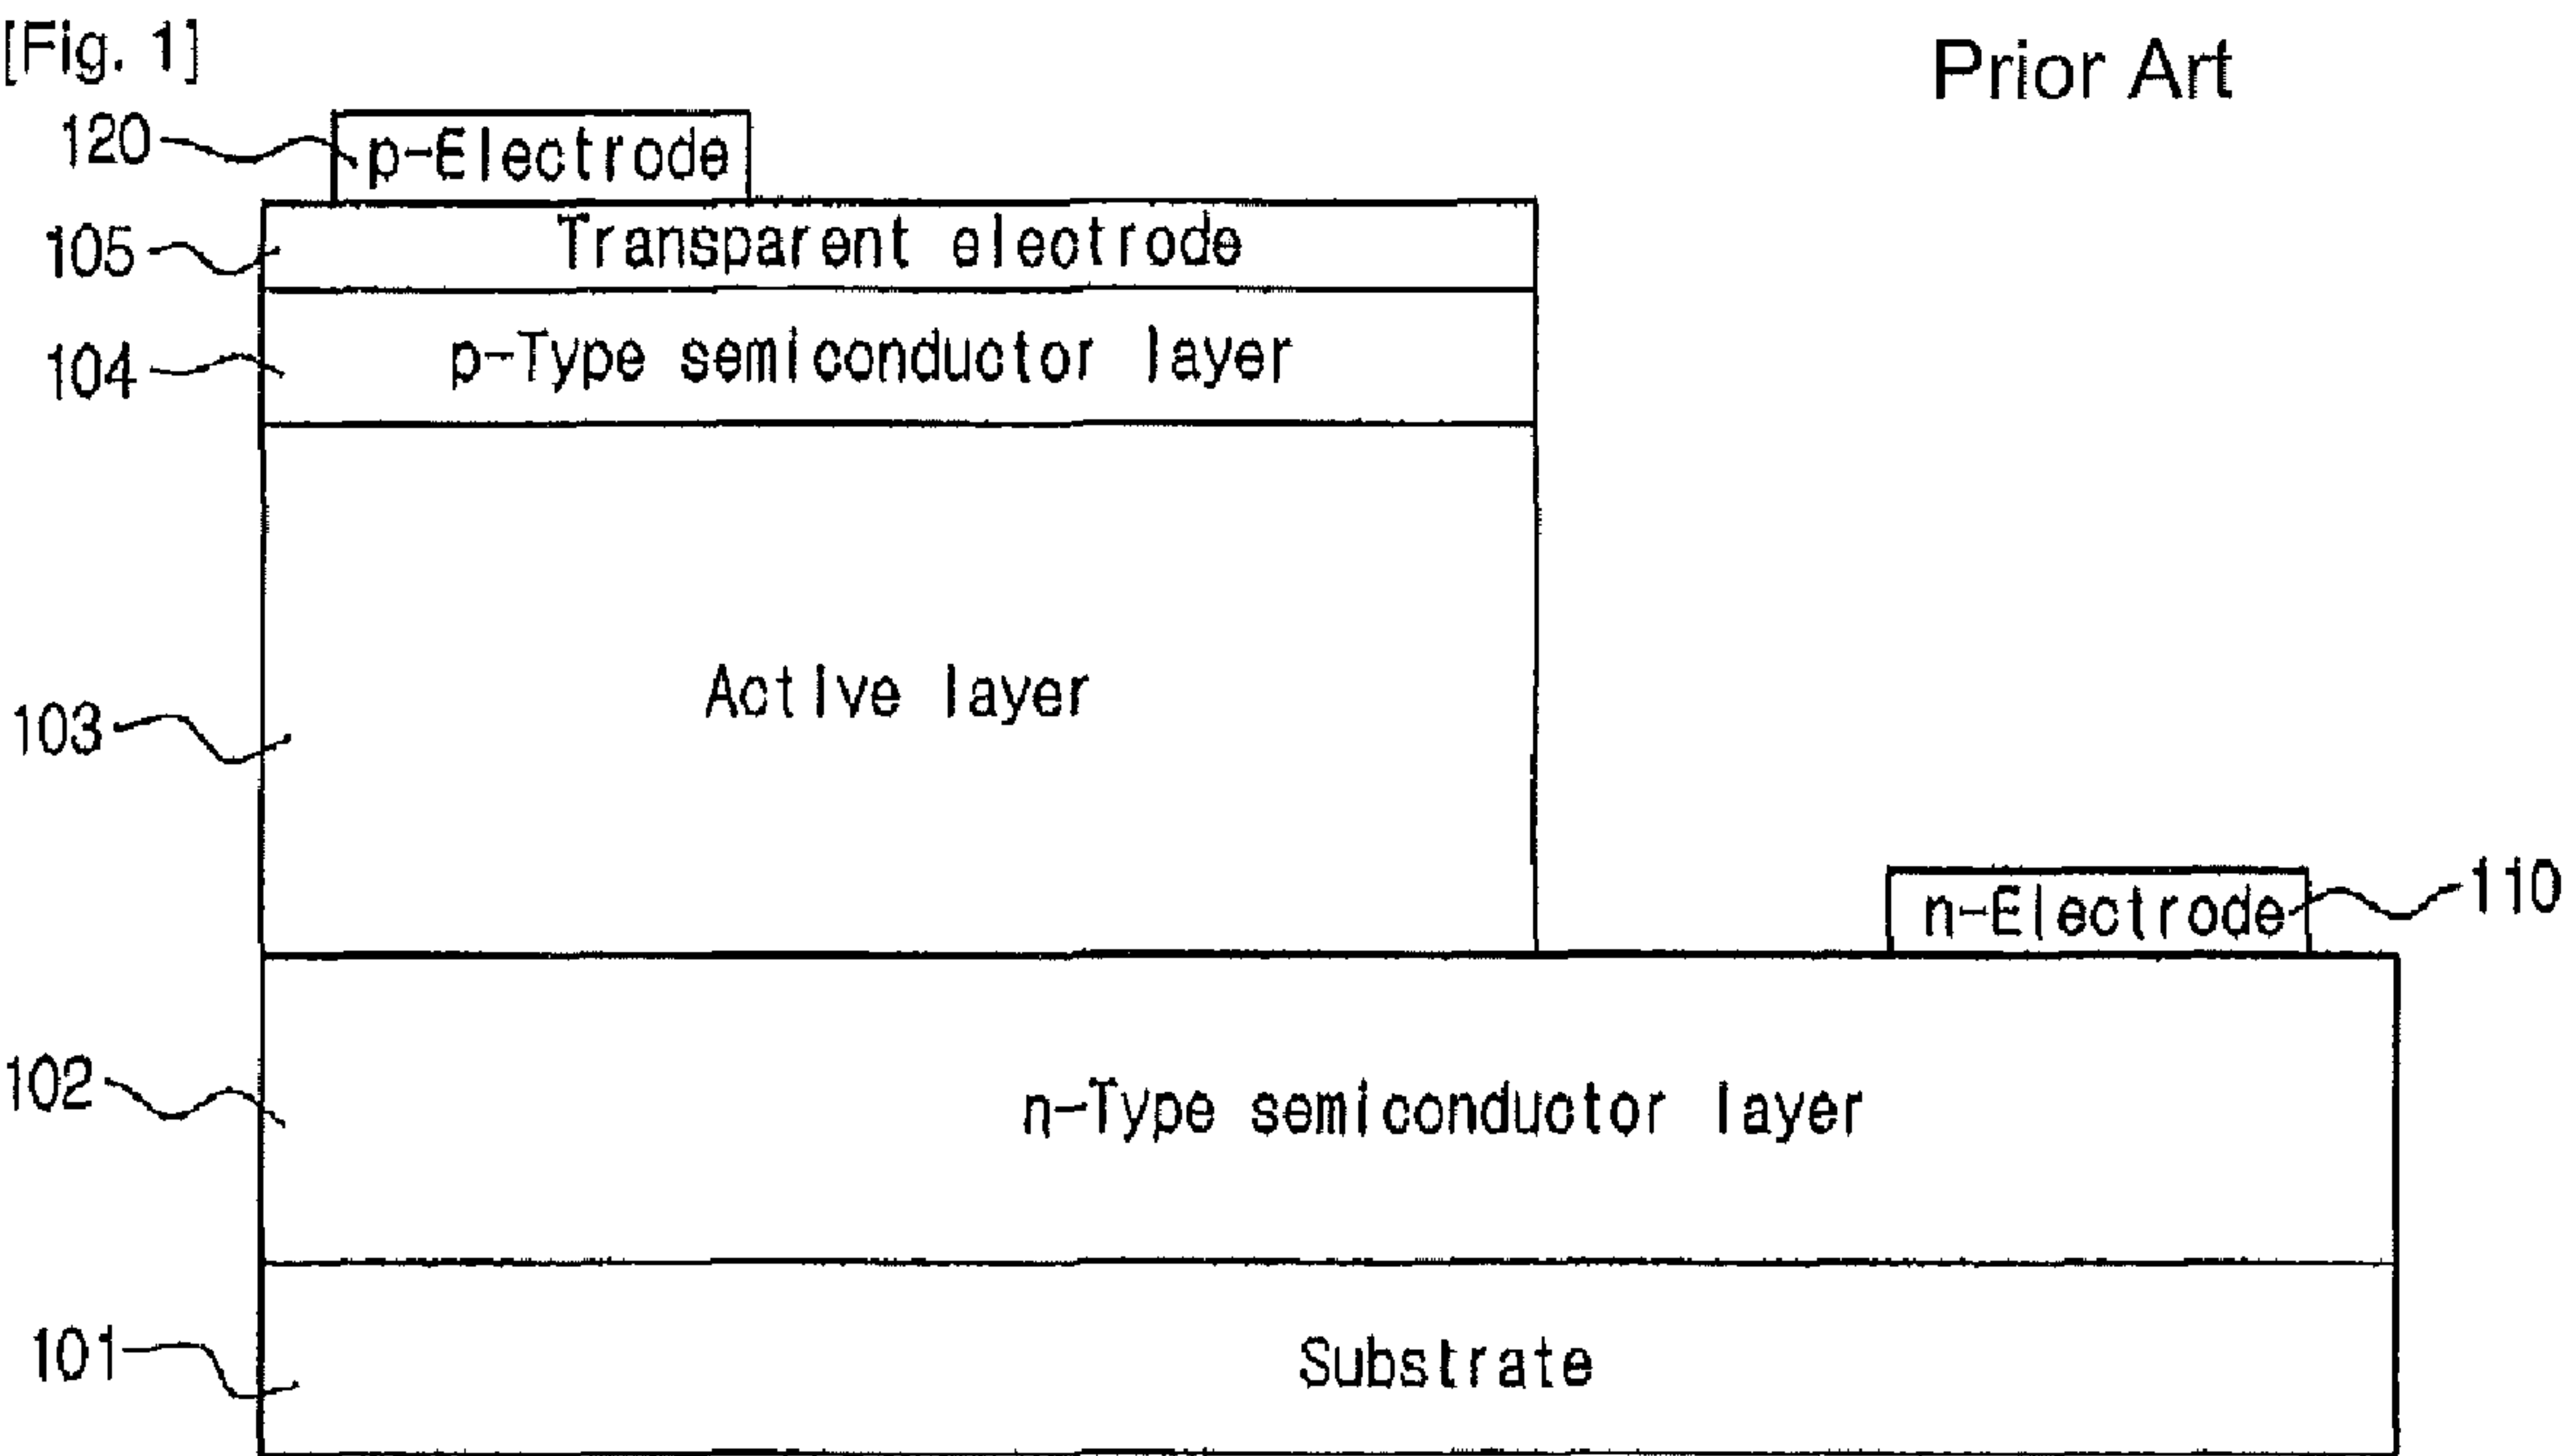 [Fig. 1]
Prior Art
120
p-Electrode
105
Transparent electrode
104
p-Type semiconductor layer
103
Active layer
n-Electrode
110
102
n-Type semiconductor layer
101
Substrate